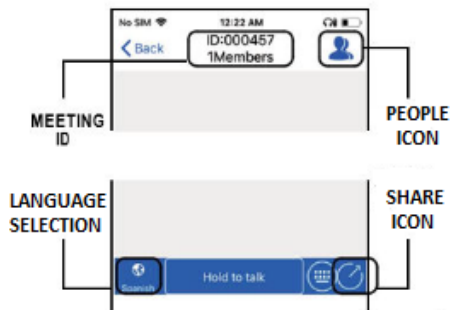 No SIM 12:22 AM
Back
ID:000457
1Members
MEETING
ID
PEOPLE
ICON
LANGUAGE
SELECTION
SHARE
ICON
Spanish
Hold to talk